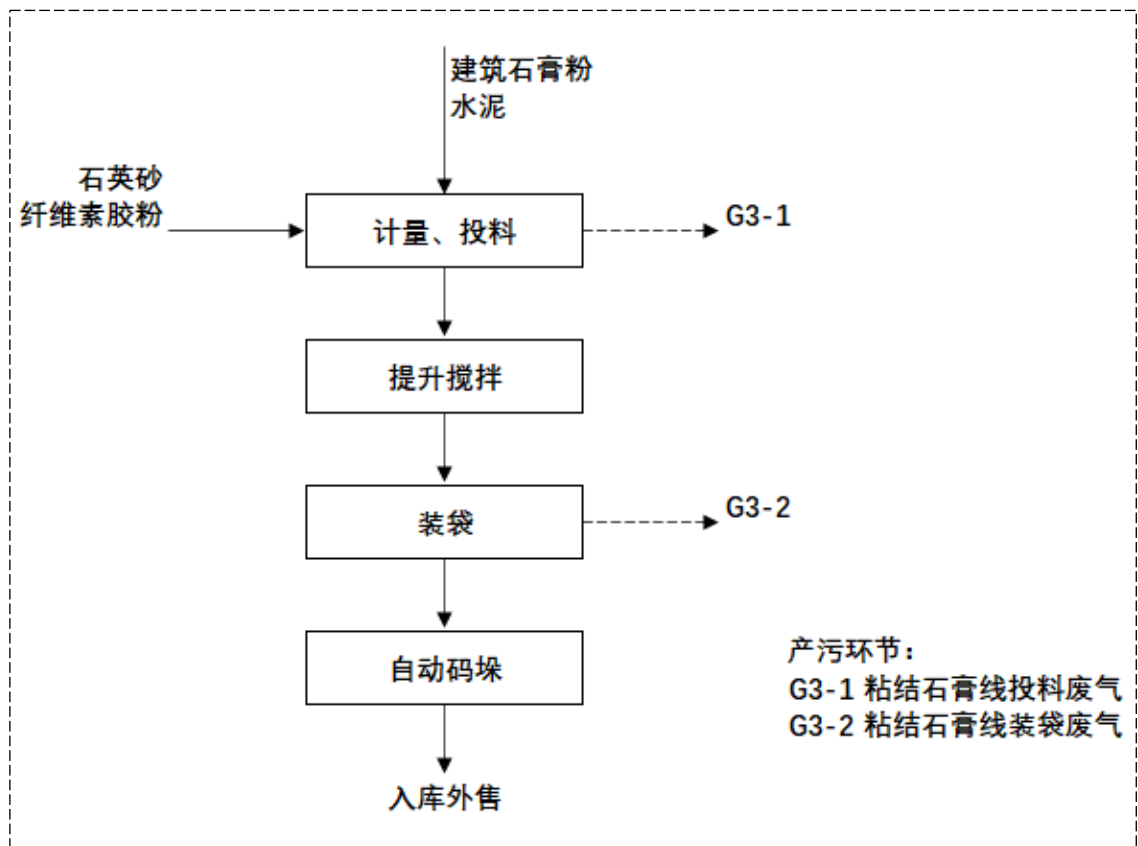 建筑石膏粉
水泥
石英砂
纤维素胶粉
计量、投料
G3-1
提升搅拌
装袋
G3-2
自动码垛
产污环节：
G3-1 粘结石膏线投料废气
G3-2 粘结石膏线装袋废气
入库外售